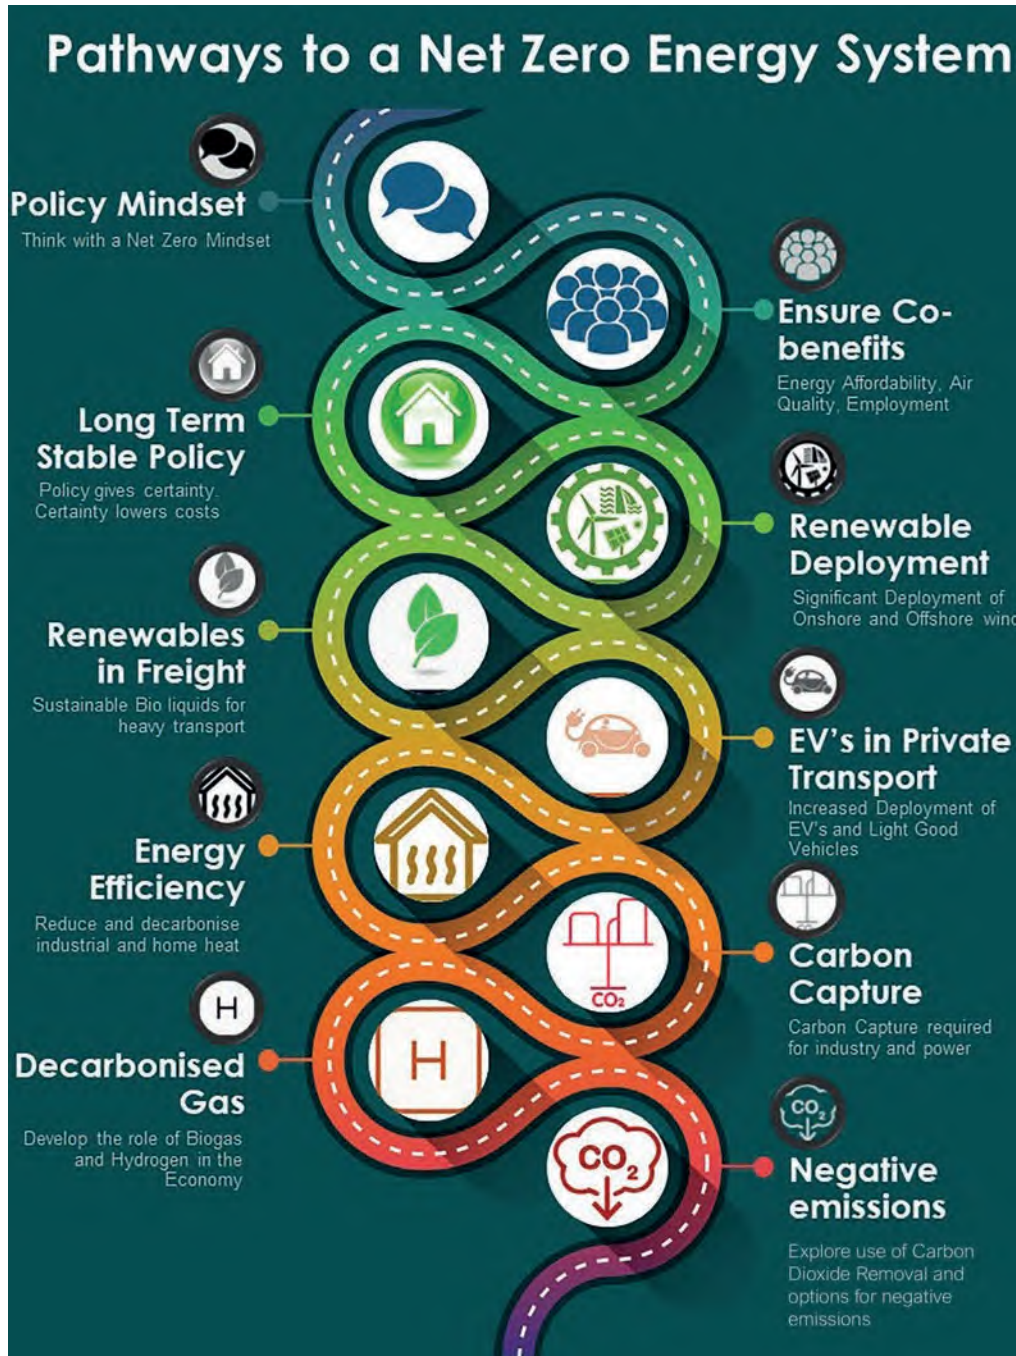 Pathways to a Net Zero Energy System
Policy Mindset
Think with a Net Zero Mindset
Ensure Co-
benefits
Energy Affordability, Air
Quality, Employment
Long Term
Stable Policy
Policy gives certainty.
Certainty lowers costs
Renewable
Deployment
Significant Deployment of
Onshore and Offshore wind
Renewables
in Freight
Sustainable Bio liquids for
heavy transport
EV's in Private
Transport
Increased Deployment of
EV's and Light Good
Vehicles
Energy
Efficiency
Reduce and decarbonise
industrial and home heat
CO₂
Carbon
Capture
Carbon Capture required
for industry and power
H
H
Decarbonised
Gas
Develop the role of Biogas
and Hydrogen in the
Economy
CO₂
CO₂
Negative
emissions
Explore use of Carbon
Dioxide Removal and
options for negative
emissions